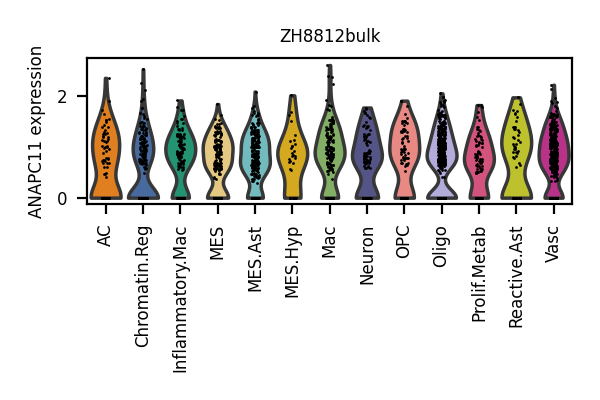 ZH8812bulk
ANAPC11 expression
2
0
AC
Chromatin.Reg
Inflammatory.Mac
MES
MES.Ast
MES.Hyp
Mac
Neuron
OPC
Oligo
Prolif.Metab
Reactive.Ast
Vasc